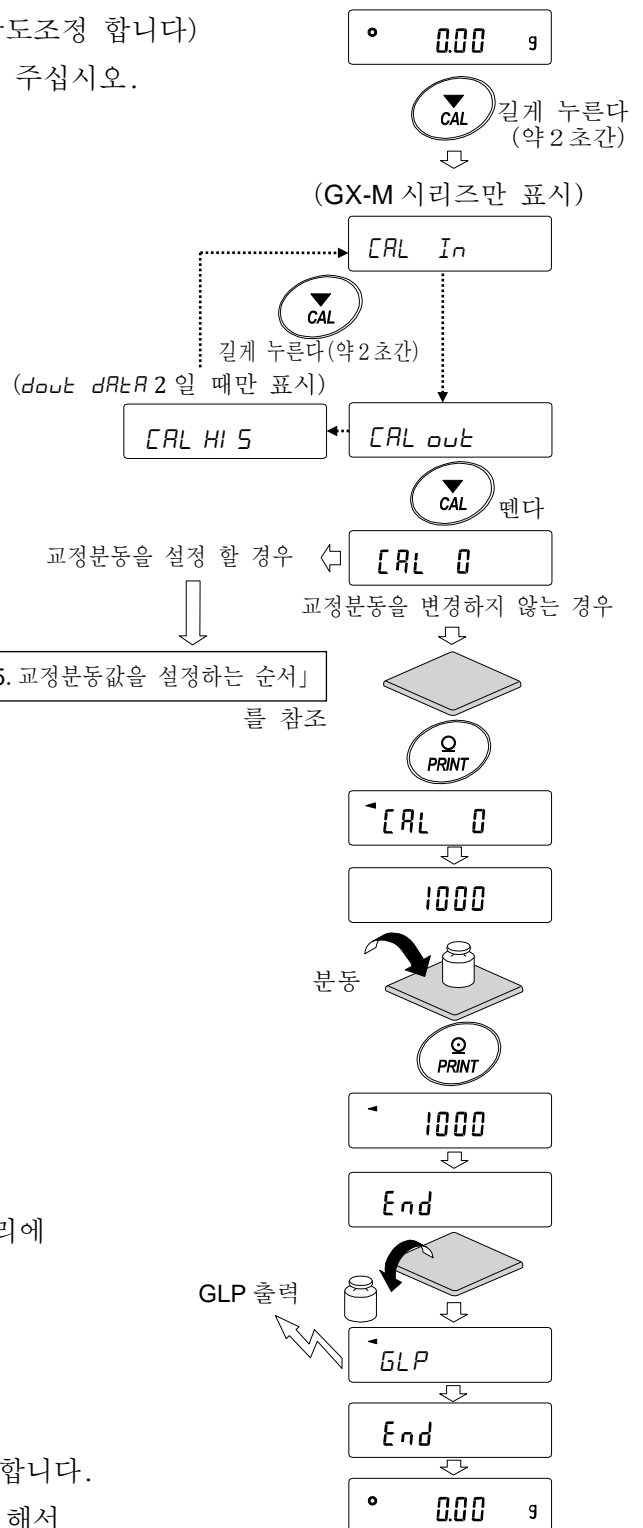 도조정 합니다)
0.00 g
주십시오.
CAL
길게 누른다
(약2초간)
(GX-M 시리즈만 표시)
CAL In
CAL
길게 누른다(약2초간)
(dout dAtA 2 일 때만 표시)
CAL HI S
CAL out
CAL
뗀다
교정분동을 설정 할 경우
CAL 0
교정분동을 변경하지 않는 경우
5. 교정분동값을 설정하는 순서」
를 참조
PRINT
CAL 0
1000
분동
PRINT
1000
End
리에
GLP 출력
GLP
End
합니다.
0.00 g
해서